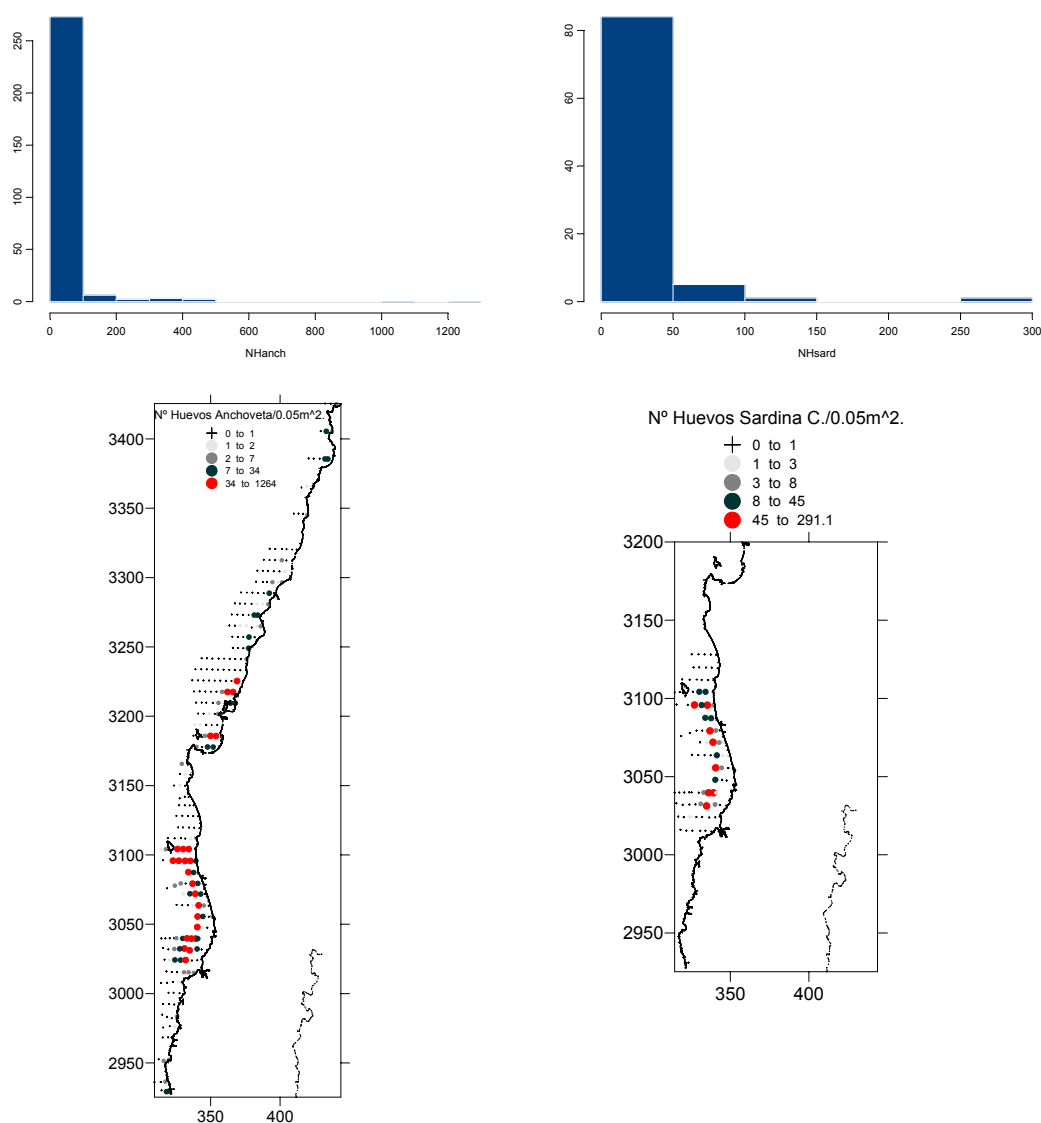 250
200
150
100
50
0
0 200 400 600 800 1000 1200
NHanch
80
60
40
20
0
0 50 100 150 200 250 300
NHsard
Nº Huevos Anchoveta/0.05m^2.
0 to 1
1 to 2
2 to 7
7 to 34
34 to 1264
3400
3350
3300
3250
3200
3150
3100
3050
3000
2950
350 400
Nº Huevos Sardina C./0.05m^2.
0 to 1
1 to 3
3 to 8
8 to 45
45 to 291.1
3200
3150
3100
3050
3000
2950
350 400